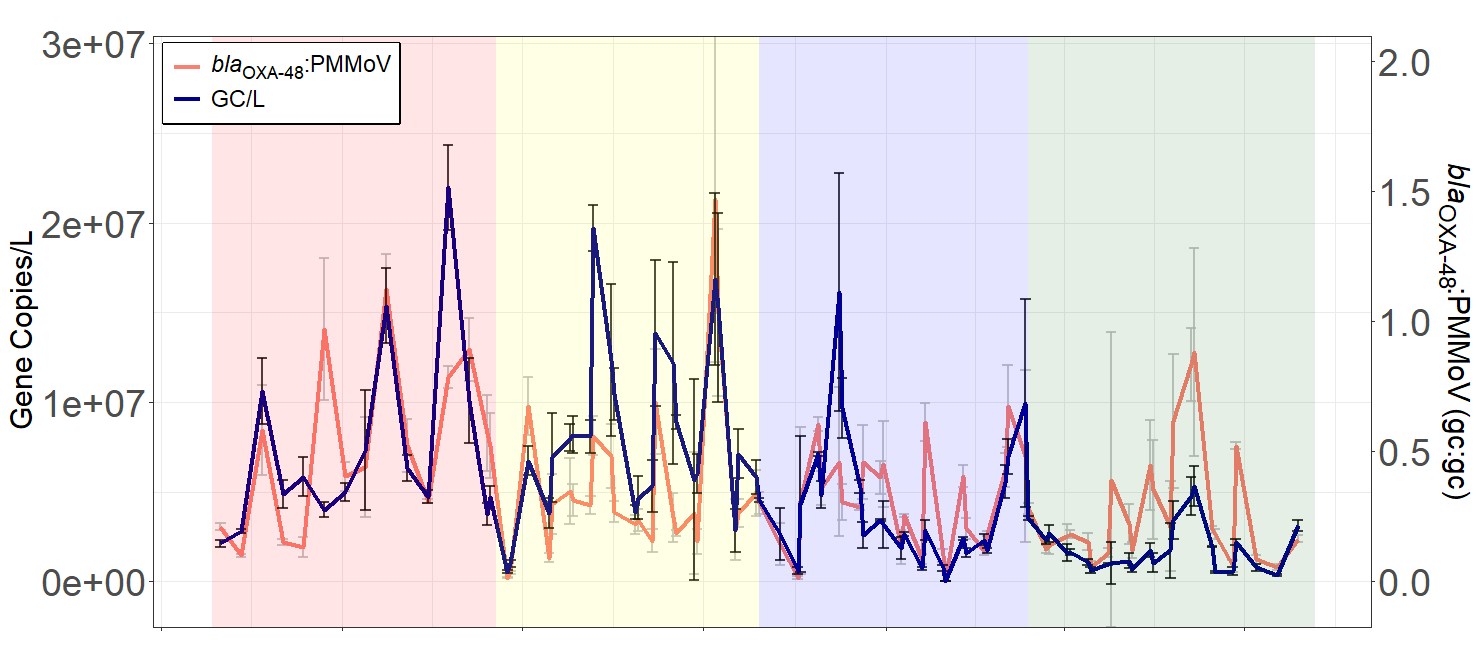 3e+07
2e+07
1e+07
0e+00
Gene Copies/L
blaOXA-48:PMMoV
GC/L
2.0
1.5
1.0
0.5
0.0
blaOXA-48:PMMoV (gc:gc)